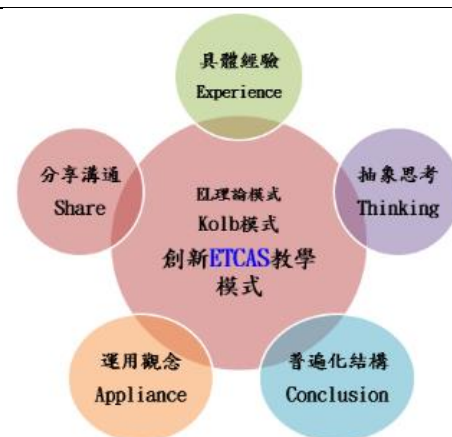 具體經驗
Experience
分享溝通
Share
抽象思考
Thinking
EL理論模式
Kolb模式
創新ETCAS教學
模式
運用觀念
Appliance
普遍化結構
Conclusion